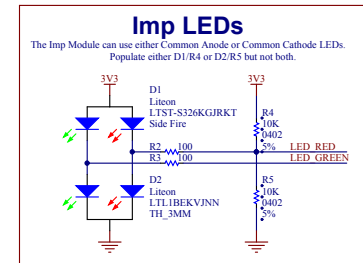 Imp LEDs
The Imp Module can use either Common Anode or Common Cathode LEDs.
Populate either D1/R4 or D2/R5 but not both.
3V3
3V3
D1
Liteon
LTST-S326KGJRKT
Side Fire
R4
10K
0402
5%
R2
100
LED_RED
R3
100
LED_GREEN
D2
Liteon
LTL1BEKVJNN
TH_3MM
R5
10K
0402
5%